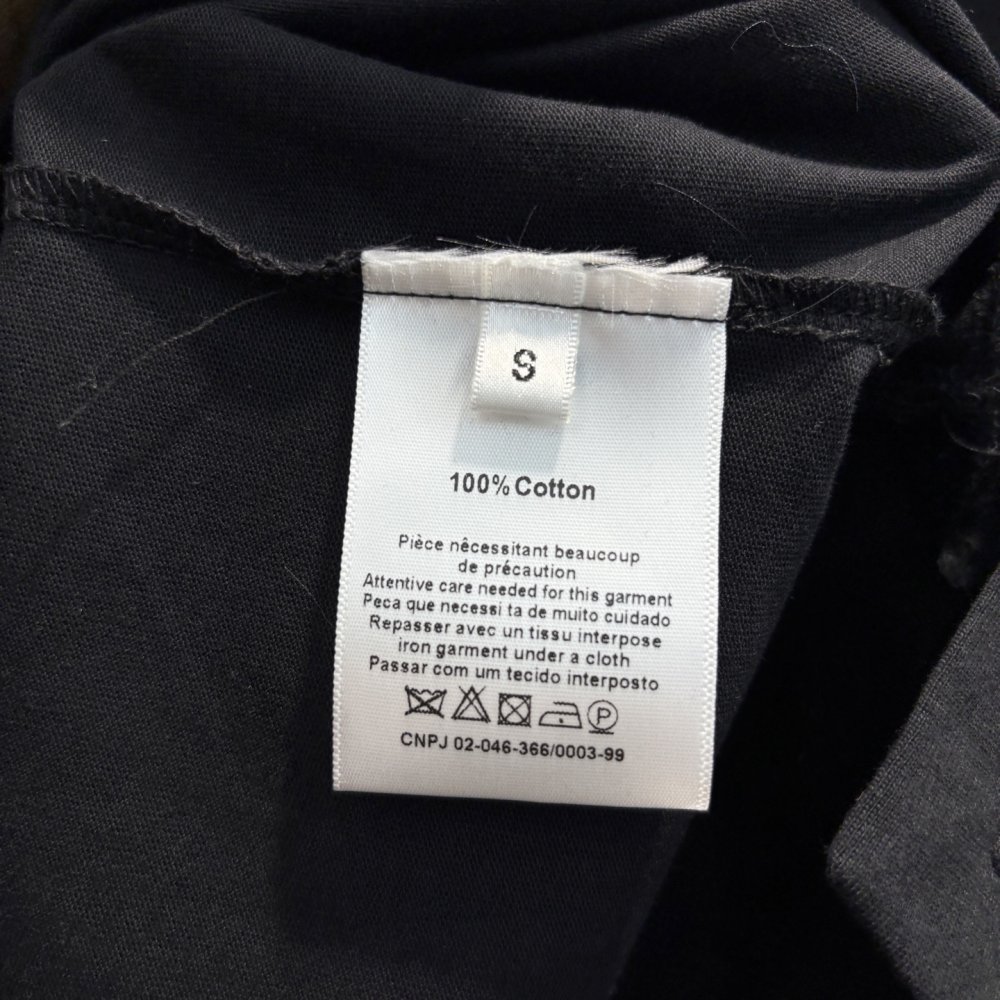 S
100% Cotton
Pièce nêcessitant beaucoup
de précaution
Attentive care needed for this garment
Peca que necessi ta de muito cuidado
Repasser avec un tissu interpose
iron garment under a cloth
Passar com um tecido interposto
P
CNPJ 02-046-366/0003-99